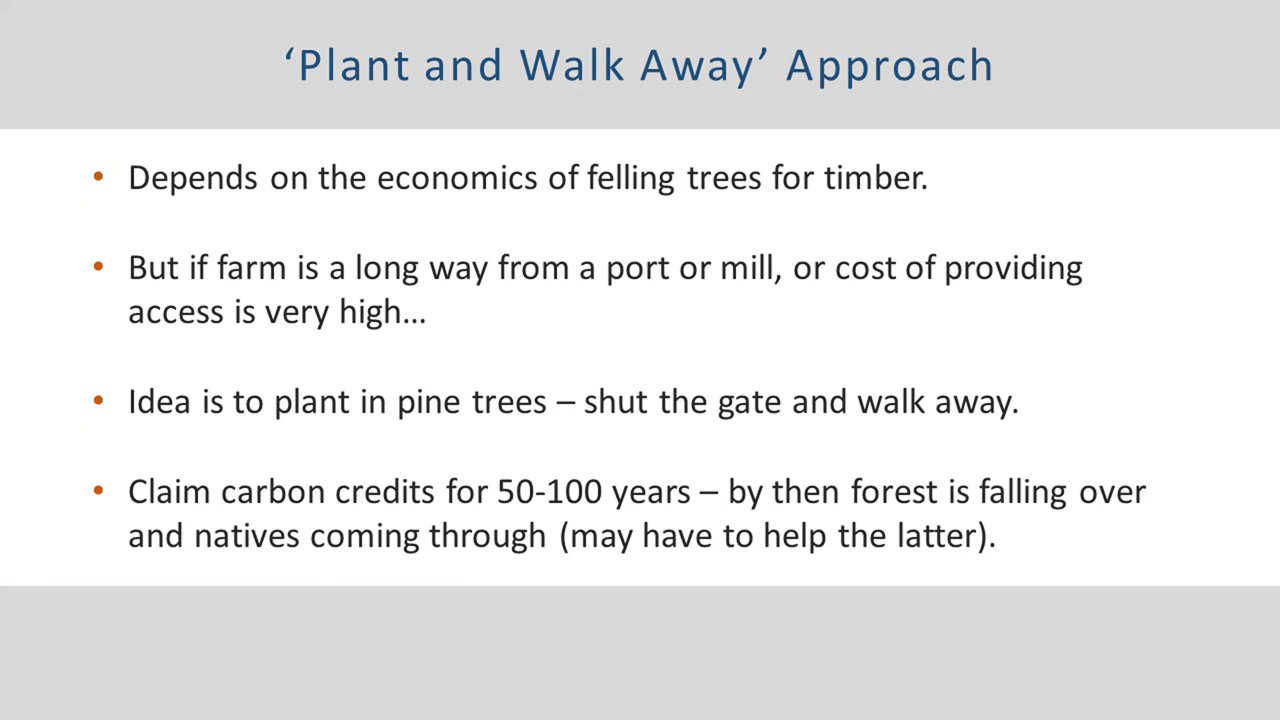 ‘Plant and Walk Away’ Approach
• Depends on the economics of felling trees for timber.
• But if farm is a long way from a port or mill, or cost of providing
access is very high…
• Idea is to plant in pine trees – shut the gate and walk away.
• Claim carbon credits for 50-100 years – by then forest is falling over
and natives coming through (may have to help the latter).